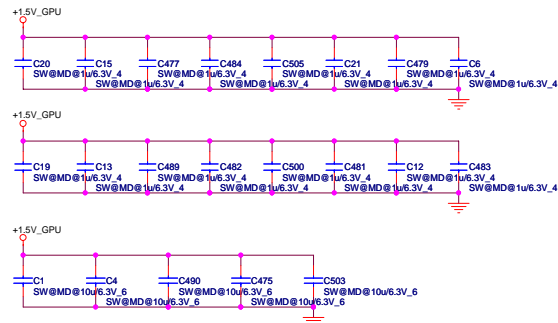 +1.5V_GPU
C20 C15 C477 C484 C505 C21 C479 C6
SW@MD@1u/6.3V_4 SW@MD@1u/6.3V_4 SW@MD@1u/6.3V_4 SW@MD@1u/6.3V_4
SW@MD@1u/6.3V_4 SW@MD@1u/6.3V_4 SW@MD@1u/6.3V_4 SW@MD@1u/6.3V_4
+1.5V_GPU
C19 C13 C489 C482 C500 C481 C12 C483
SW@MD@1u/6.3V_4 SW@MD@1u/6.3V_4 SW@MD@1u/6.3V_4 SW@MD@1u/6.3V_4
SW@MD@1u/6.3V_4 SW@MD@1u/6.3V_4 SW@MD@1u/6.3V_4 SW@MD@1u/6.3V_4
+1.5V_GPU
C1 C4 C490 C475 C503
SW@MD@10u/6.3V_6 SW@MD@10u/6.3V_6 SW@MD@10u/6.3V_6
SW@MD@10u/6.3V_6 SW@MD@10u/6.3V_6